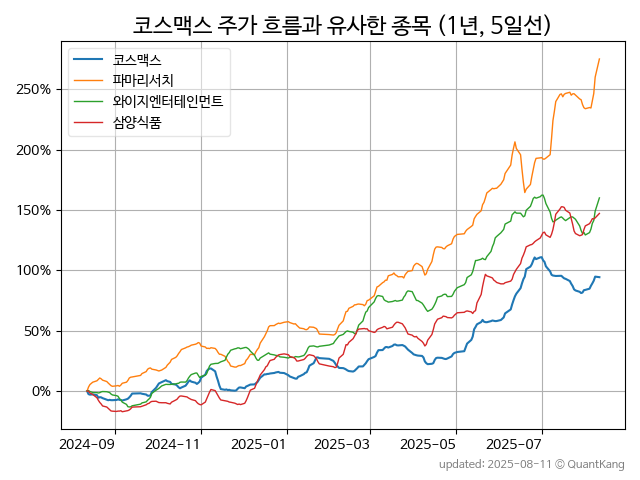 코스맥스 주가 흐름과 유사한 종목 (1년, 5일선)
코스맥스
파마리서치
와이지엔터테인먼트
삼양식품
250%
200%
150%
100%
50%
0%
2024-09 2024-11 2025-01 2025-03 2025-05 2025-07
updated: 2025-08-11 © QuantKang